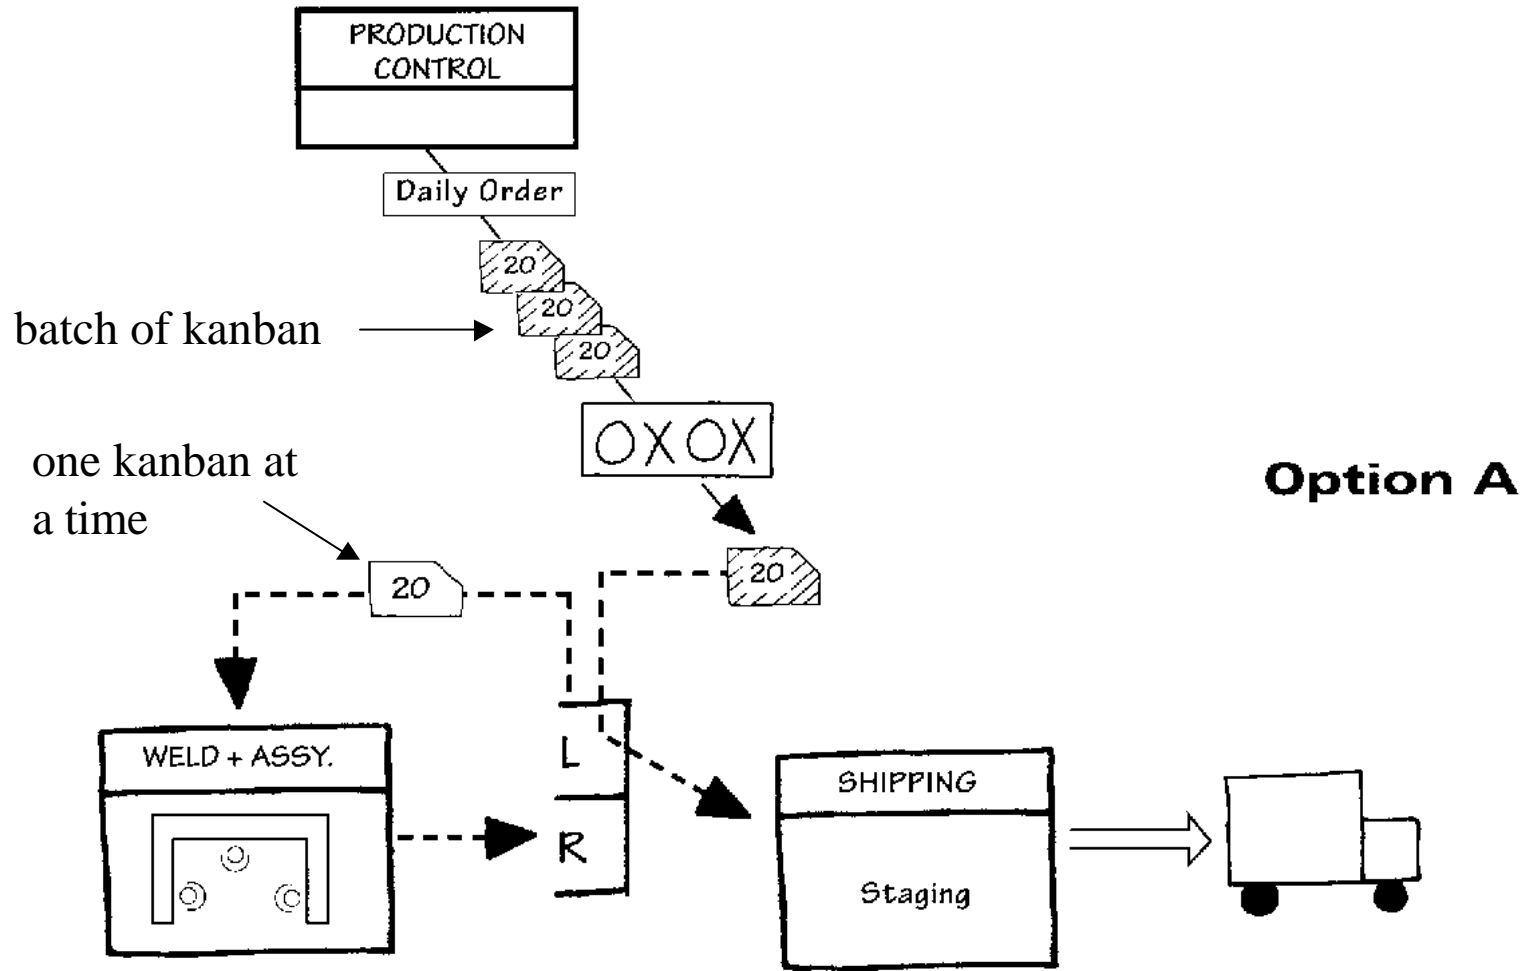 PRODUCTION
CONTROL
Daily Order
20
20
20
batch of kanban
OXOX
one kanban at
a time
Option A
20
20
WELD + ASSY.
L
R
SHIPPING
Staging